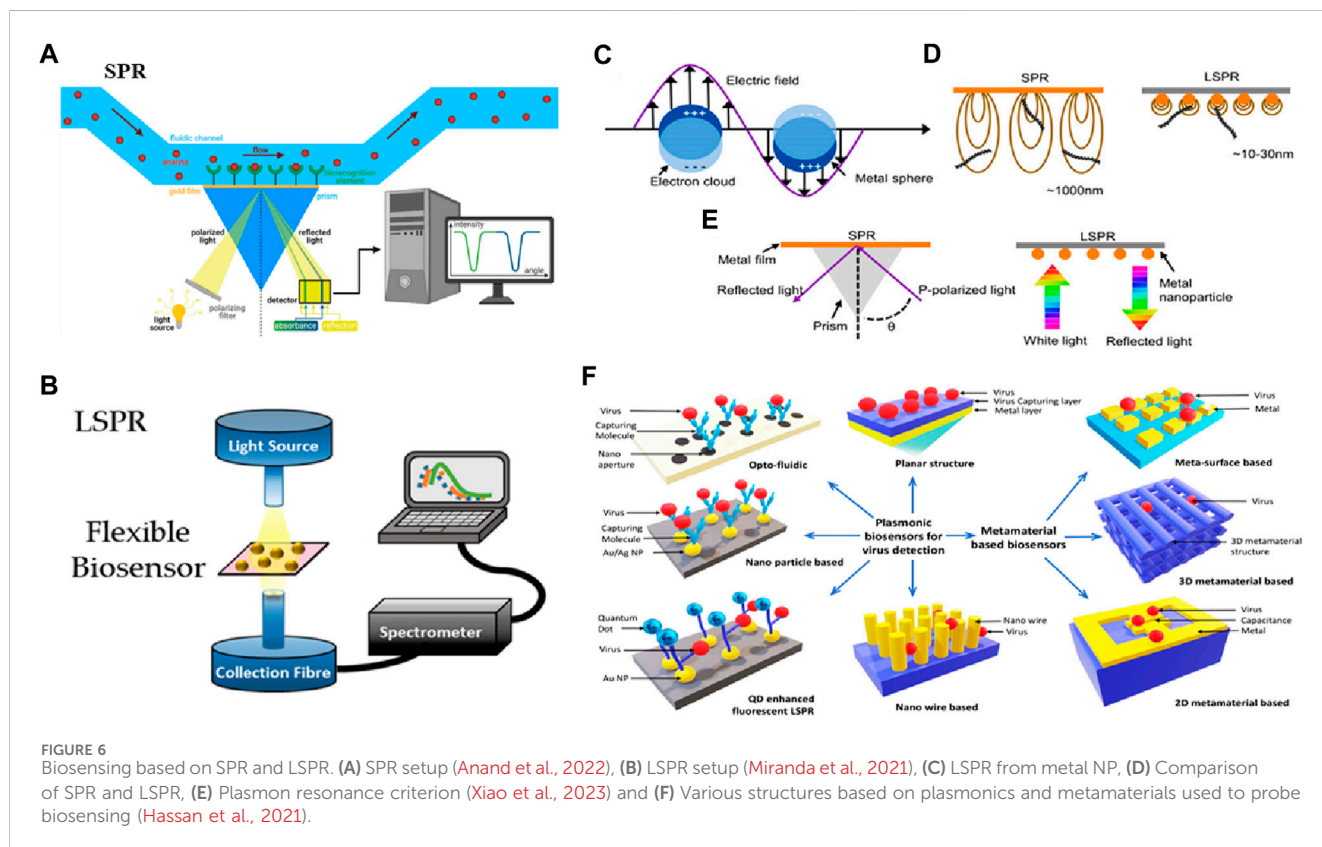 A
SPR
fluidic channel
analyte
flow
biorecognition
element
gold film
prism
polarized
light
reflected
light
light
source
polarizing
filter
detector
absorbance
reflection
intensity
angle
B
LSPR
Light Source
Flexible
Biosensor
Collection Fibre
Spectrometer
C
Electric field
+ + +
- - -
- - -
+++
Electron cloud
Metal sphere
D
SPR
LSPR
~1000nm
~10-30nm
E
SPR
Metal film
Reflected light
P-polarized light
Prism
θ
LSPR
Metal
nanoparticle
White light
Reflected light
F
Virus
Capturing
Molecule
Nano
aperture
Opto-fluidic
Virus
Virus Capturing layer
Metal layer
Planar structure
Virus
Metal
Meta-surface based
Virus
Capturing
Molecule
Au/Ag NP
Nano particle based
Plasmonic
biosensors for
virus detection
Metamaterial
based biosensors
Virus
3D metamaterial
structure
3D metamaterial based
Quantum
Dot
Virus
Au NP
QD enhanced
fluorescent LSPR
Nano wire
Virus
Nano wire based
Virus
Capacitance
Metal
2D metamaterial based
FIGURE 6
Biosensing based on SPR and LSPR. (A) SPR setup (Anand et al., 2022), (B) LSPR setup (Miranda et al., 2021), (C) LSPR from metal NP, (D) Comparison
of SPR and LSPR, (E) Plasmon resonance criterion (Xiao et al., 2023) and (F) Various structures based on plasmonics and metamaterials used to probe
biosensing (Hassan et al., 2021).